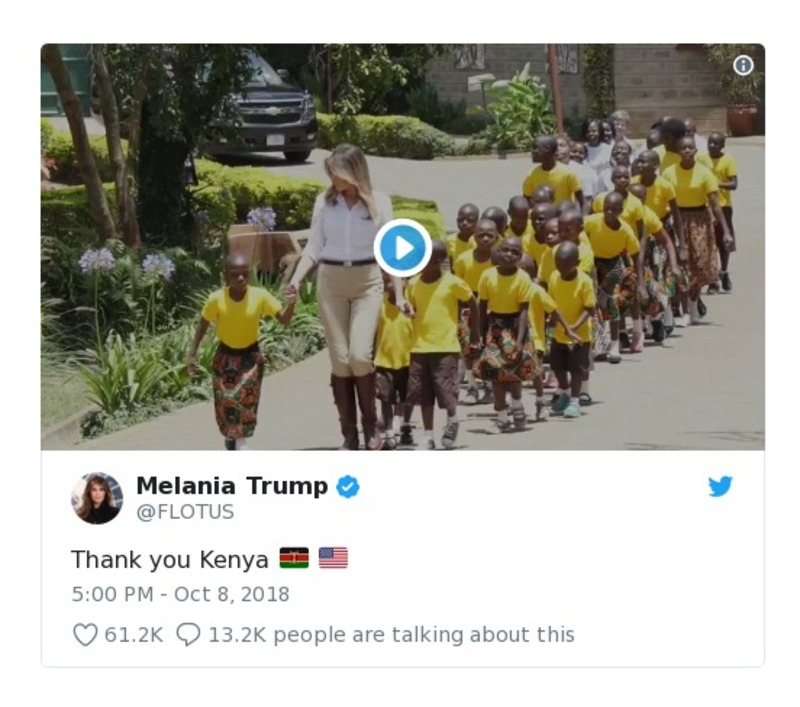 Melania Trump
@FLOTUS
Thank you Kenya 🇰🇪 🇺🇸
5:00 PM - Oct 8, 2018
61.2K 13.2K people are talking about this